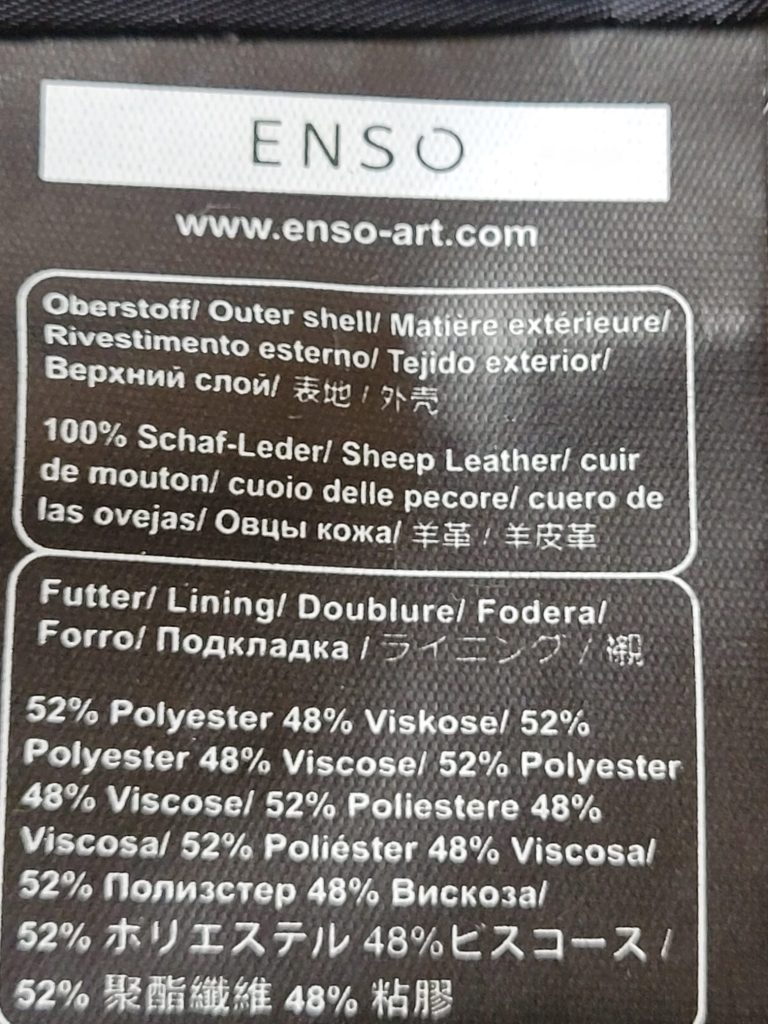 ENSO
www.enso-art.com
Oberstoff/ Outer shell/ Matière extérieure/
Rivestimento esterno/ Tejido exterior/
Верхний слой/ 表地 / 外壳
100% Schaf-Leder/ Sheep Leather/ cuir
de mouton/ cuoio delle pecore/ cuero de
las ovejas/ Овцы кожа/ 羊革 / 羊皮革
Futter/ Lining/ Doublure/ Fodera/
Forro/ Подкладка / ライニング / 襯
52% Polyester 48% Viskose/ 52%
Polyester 48% Viscose/ 52% Polyester
48% Viscose/ 52% Poliestere 48%
Viscosa/ 52% Poliéster 48% Viscosa/
52% Полизстер 48% Вискоза/
52% ホリエステル 48%ビスコース /
52% 聚酯纖維 48% 粘膠